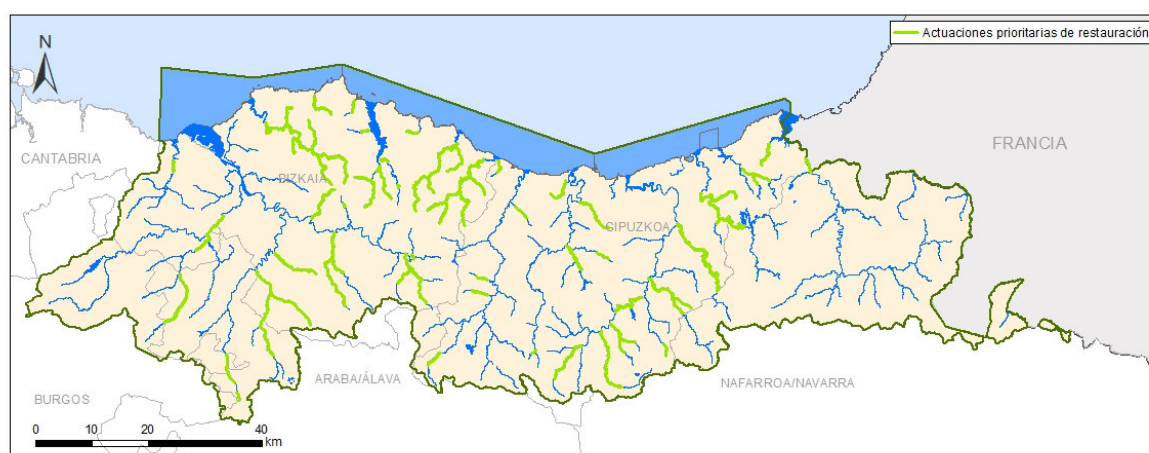 Actuaciones prioritarias de restauración
N
FRANCIA
CANTABRIA
BIZKAIA
GIPUZKOA
ARABA/ÁLAVA
NAFARROA/NAVARRA
BURGOS
0 10 20 40
km